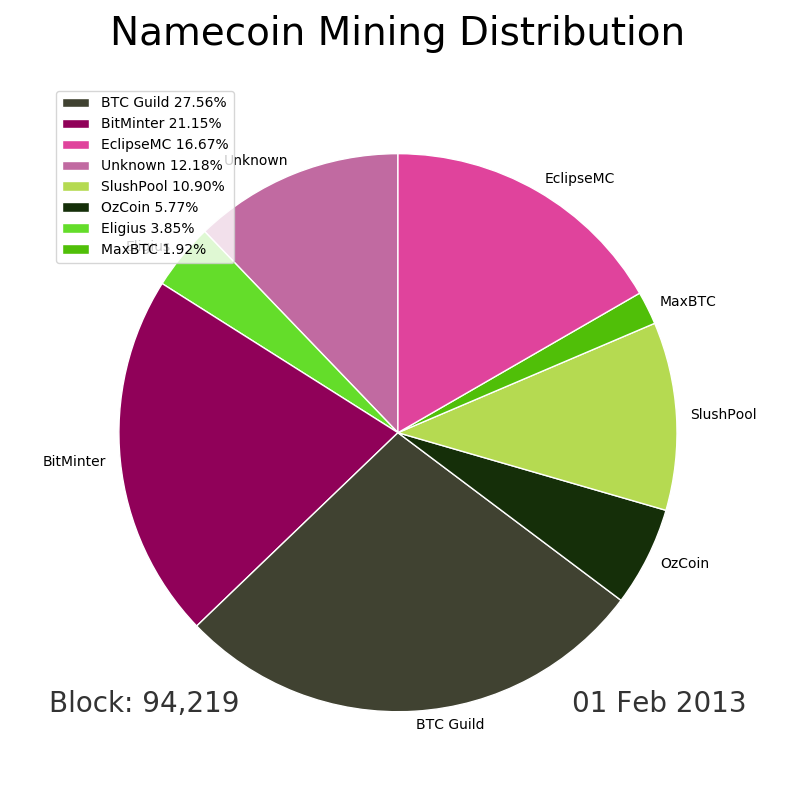 Namecoin Mining Distribution
BTC Guild 27.56%
BitMinter 21.15%
EclipseMC 16.67%
Unknown 12.18%
SlushPool 10.90%
OzCoin 5.77%
Eligius 3.85%
MaxBTC 1.92%
Unknown
EclipseMC
Eligius
MaxBTC
SlushPool
BitMinter
OzCoin
Block: 94,219
01 Feb 2013
BTC Guild